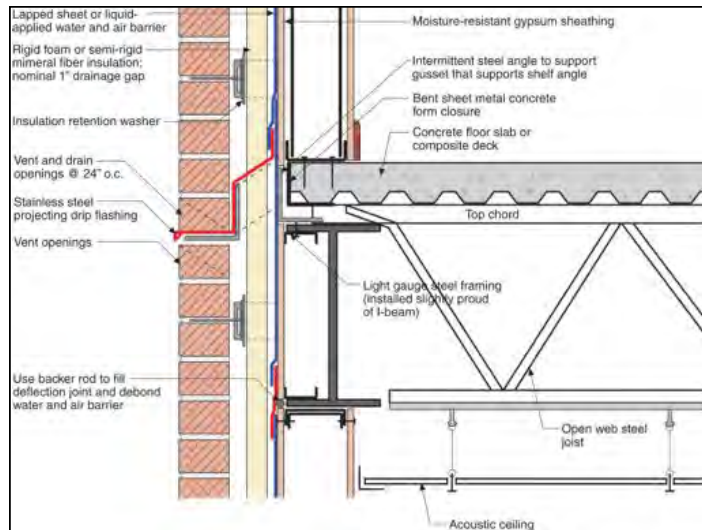 Lapped sheet or liquid-
applied water and air barrier
Rigid foam or semi-rigid
mimeral fiber insulation;
nominal 1" drainage gap
Insulation retention washer
Vent and drain
openings @ 24" o.c.
Stainless steel
projecting drip flashing
Vent openings
Use backer rod to fill
deflection joint and debond
water and air barrier
Moisture-resistant gypsum sheathing
Intermittent steel angle to support
gusset that supports shelf angle
Bent sheet metal concrete
form closure
Concrete floor slab or
composite deck
Top chord
Light gauge steel framing
(installed slightly proud
of I-beam)
Open web steel
joist
Acoustic ceiling